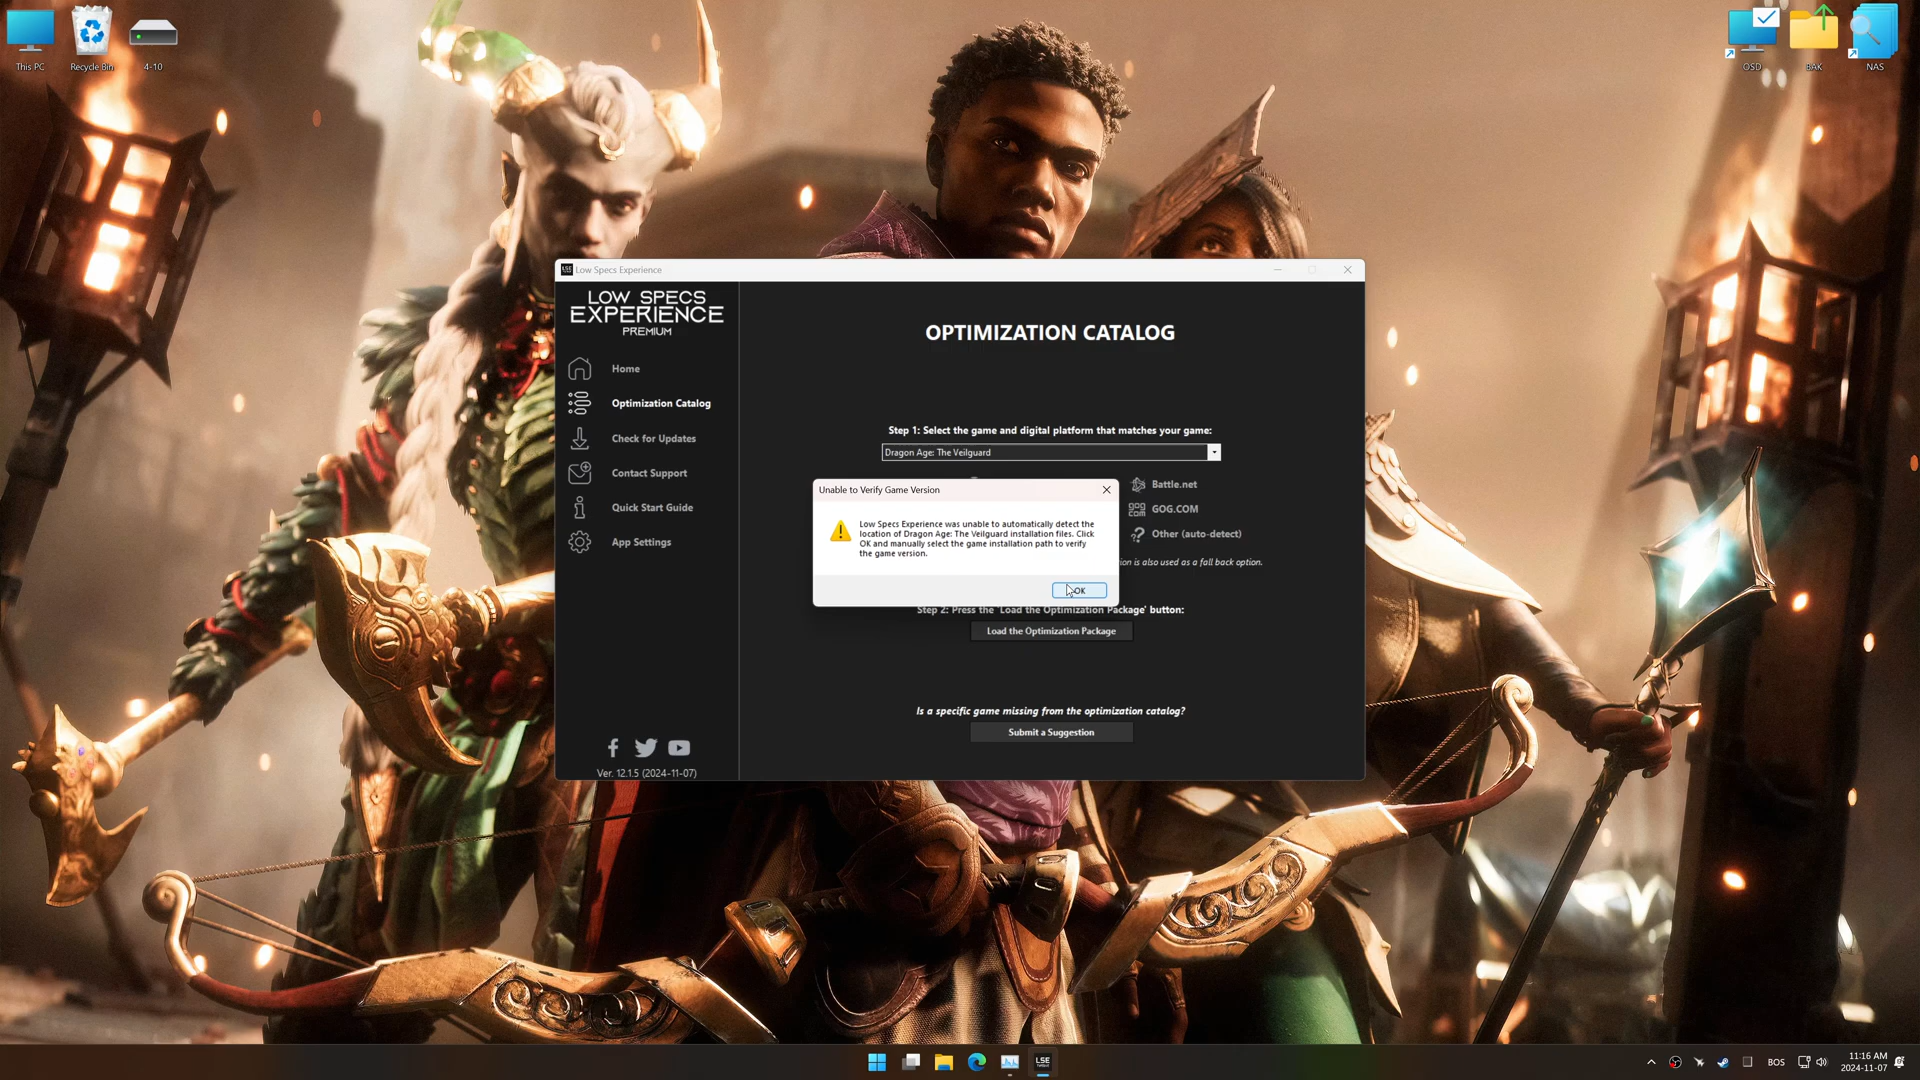 This PC
Recycle Bin
4-10
OSD
BAK
NAS
LSE
Low Specs Experience
LOW SPECS
EXPERIENCE
PREMIUM
Home
Optimization Catalog
Check for Updates
Contact Support
Quick Start Guide
App Settings
Ver. 12.1.5 (2024-11-07)
OPTIMIZATION CATALOG
Step 1: Select the game and digital platform that matches your game:
Dragon Age: The Veilguard
Battle.net
GOG.COM
Other (auto-detect)
is also used as a fall back option.
Unable to Verify Game Version
Low Specs Experience was unable to automatically detect the
location of Dragon Age: The Veilguard installation files. Click
OK and manually select the game installation path to verify
the game version.
OK
Step 2: Press the 'Load the Optimization Package' button:
Load the Optimization Package
Is a specific game missing from the optimization catalog?
Submit a Suggestion
LSE
BOS
11:16 AM
2024-11-07